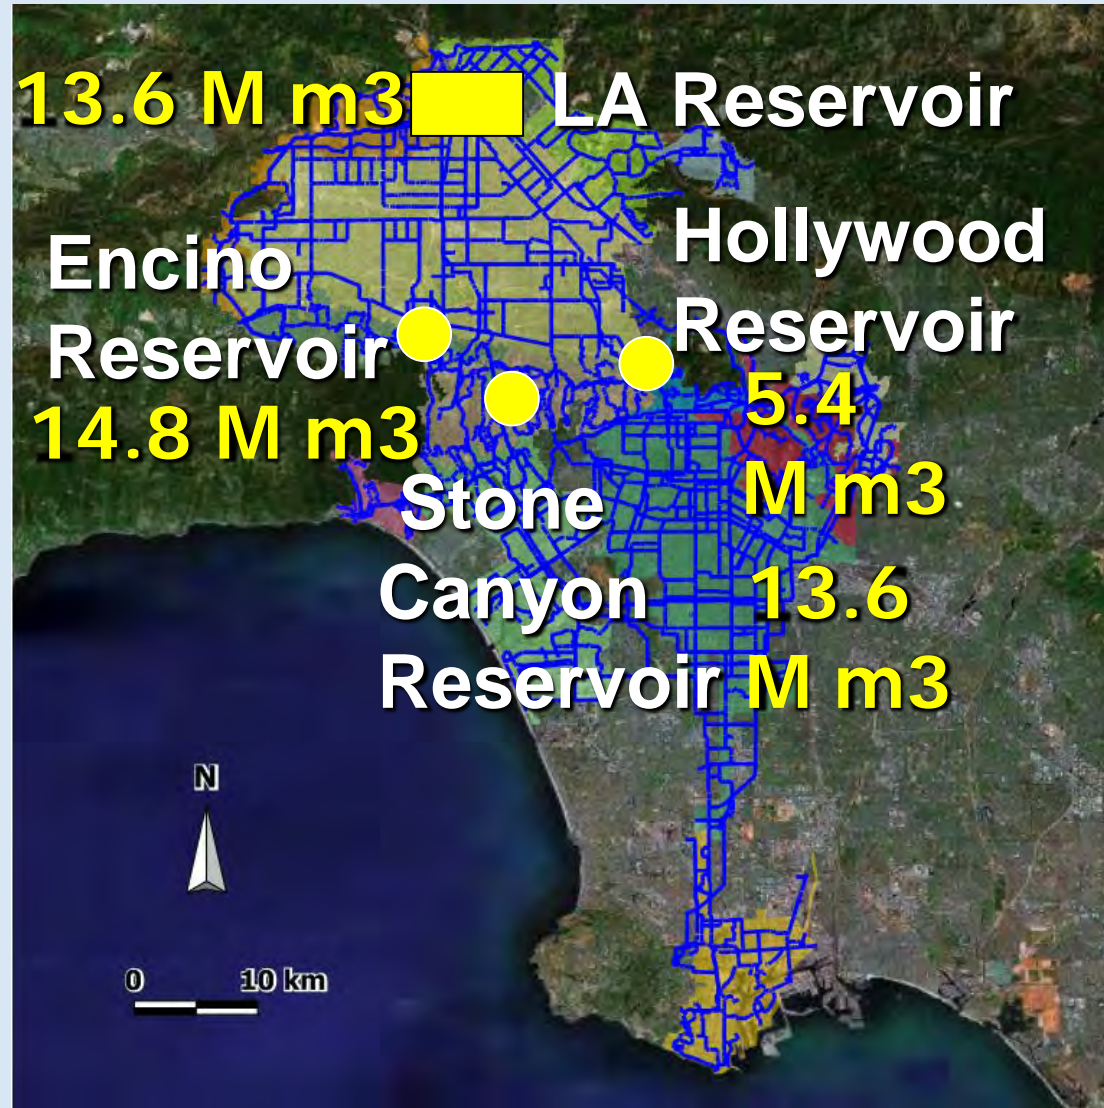 13.6 M m3 LA Reservoir
Hollywood
Reservoir
5.4
M m3
Encino
Reservoir
14.8 M m3
Stone
Canyon 13.6
Reservoir M m3
N
0 10 km